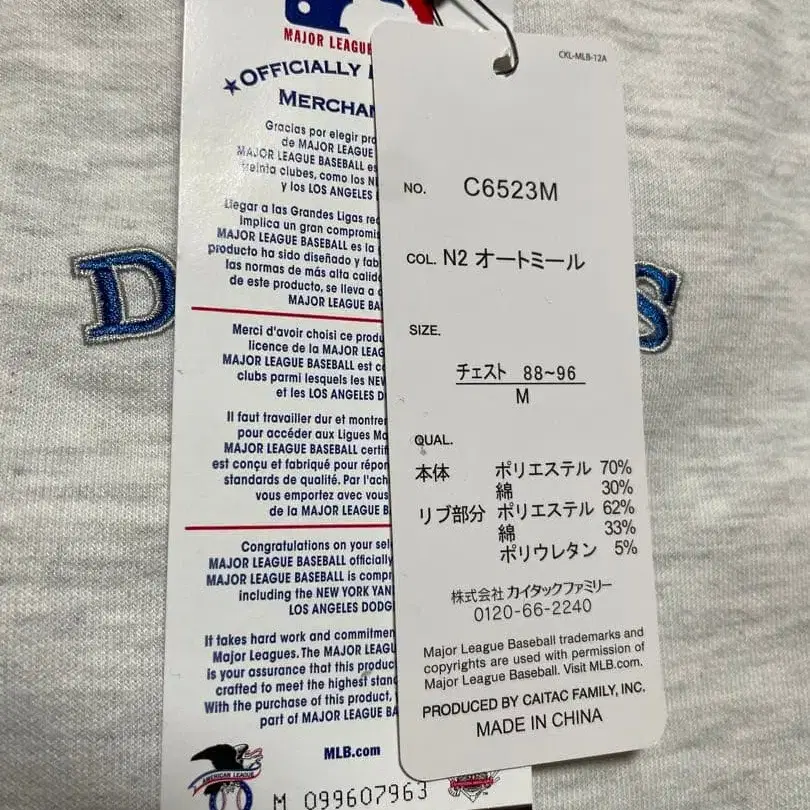 MAJOR LEAGUE
OFFICIALLY
MERCHAN
Gracias por elegir
de MAJOR LEAGUE
MAJOR LEAGUE BASEBALL es
treinta clubes, como los
y los LOS ANGELES
Llegar a las Grandes Ligas
implica un gran compromi
MAJOR LEAGUE BASEBALL es la
producto ha sido diseñado y fab
las normas de más alta calid
de este producto, se lleva a
MAJOR LEAGUE BA
Merci d'avoir choisi ce produ
licence de la MAJOR LEAG
MAJOR LEAGUE BASEBALL est
clubs parmi lesquels les NEW
et les LOS ANGELES D
Il faut travailler dur et montrer
pour accéder aux Ligues Ma
MAJOR LEAGUE BASEBALL certif
est conçu et fabriqué pour répon
standards de qualité. Par l'ach
vous emportez avec vous
de la MAJOR LEAGUE B
Congratulations on your sel
MAJOR LEAGUE BASEBALL officially
MAJOR LEAGUE BASEBALL is compr
including the NEW YORK YAN
LOS ANGELES DODG
It takes hard work and commitmen
Major Leagues. The MAJOR LEAGU
is your assurance that this produc
crafted to meet the highest stan
With the purchase of this product,
part of MAJOR LEAGUE BA
MLB.com
AMERICAN LEAGUE
M 099607963
D
S
CKL-MLB-12A
NO. C6523M
COL. N2 オートミール
SIZE.
チェスト 88~96
M
QUAL.
本体 ポリエステル 70%
綿 30%
リブ部分 ポリエステル 62%
綿 33%
ポリウレタン 5%
株式会社 カイタックファミリー
0120-66-2240
Major League Baseball trademarks and
copyrights are used with permission of
Major League Baseball. Visit MLB.com.
PRODUCED BY CAITAC FAMILY, INC.
MADE IN CHINA